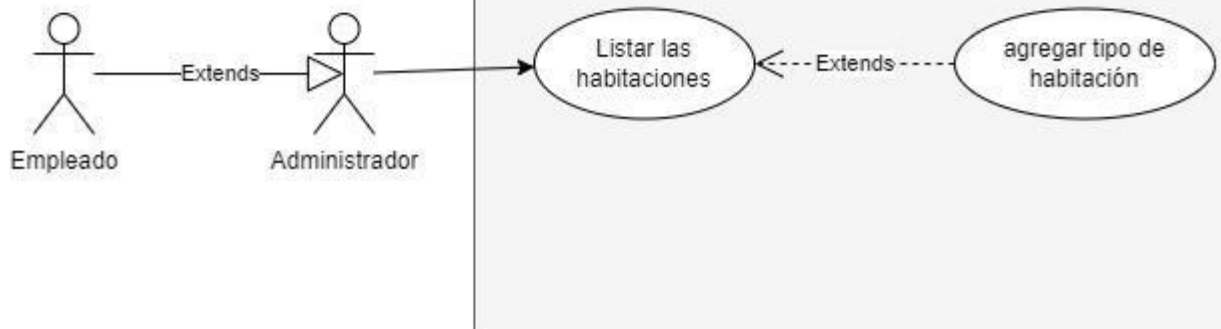 Extends
Empleado
Administrador
Listar las
habitaciones
Extends
agregar tipo de
habitación